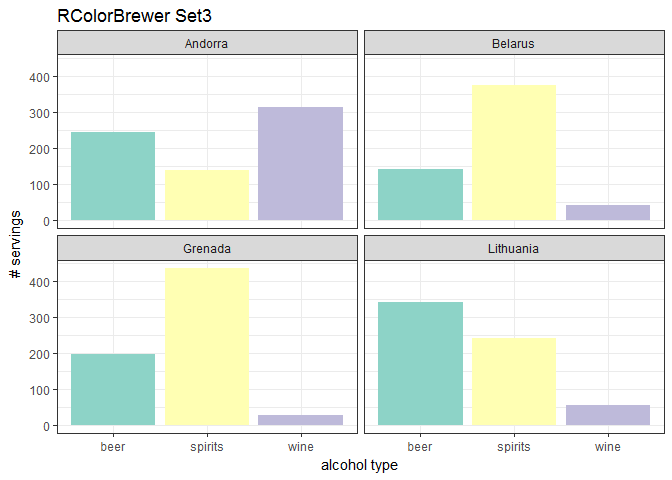 RColorBrewer Set3
Andorra
Belarus
400
300
200
100
0
Grenada
Lithuania
400
300
200
100
0
# servings
beer
spirits
wine
beer
spirits
wine
alcohol type